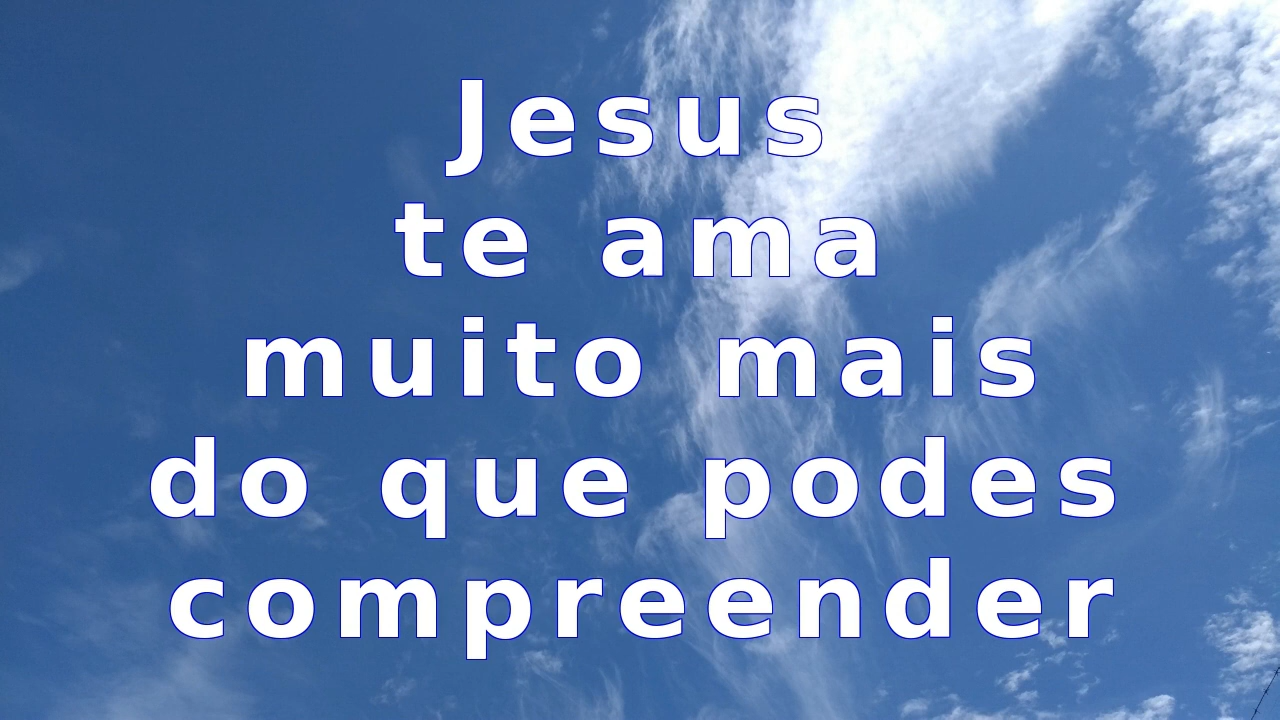 Jesus
te ama
muito mais
do que podes
compreender